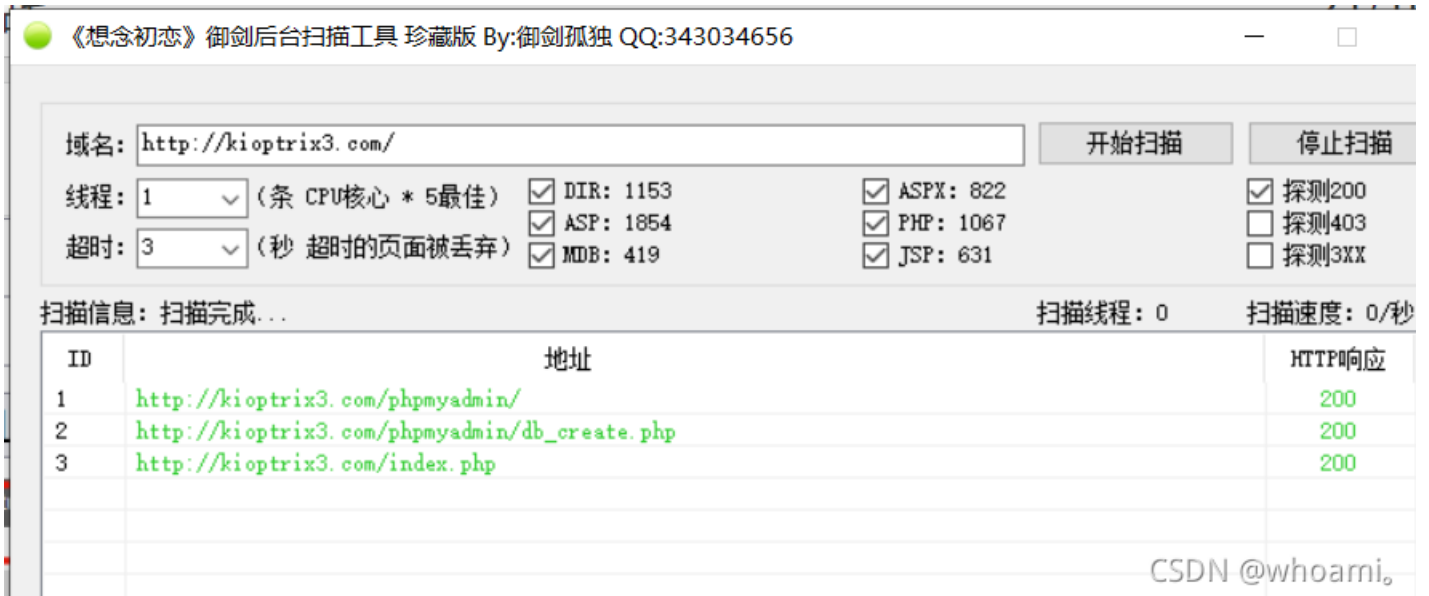 《想念初恋》御剑后台扫描工具 珍藏版 By:御剑孤独 QQ:343034656
域名: http://kioptrix3.com/ 开始扫描 停止扫描
线程: 1 (条 CPU核心 * 5最佳) DIR: 1153 ASPX: 822 探测200
ASP: 1854 PHP: 1067 探测403
超时: 3 (秒 超时的页面被丢弃) MDB: 419 JSP: 631 探测3XX
扫描信息: 扫描完成... 扫描线程: 0 扫描速度: 0/秒
ID 地址 HTTP响应
1 http://kioptrix3.com/phpmyadmin/ 200
2 http://kioptrix3.com/phpmyadmin/db_create.php 200
3 http://kioptrix3.com/index.php 200
CSDN @whoami。